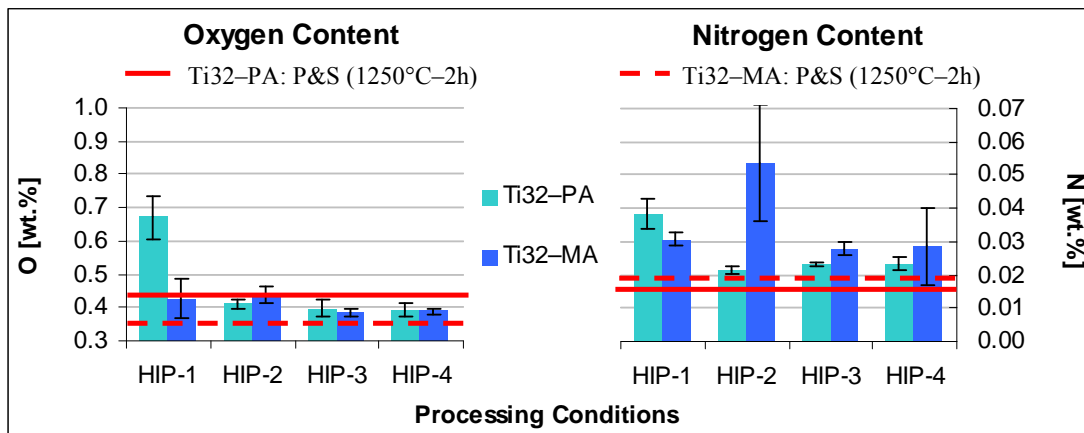 Oxygen Content
Nitrogen Content
Ti32–PA: P&S (1250°C–2h)
Ti32–MA: P&S (1250°C–2h)
1.0
0.9
0.8
0.7
0.6
0.5
0.4
0.3
O [wt.%]
HIP-1 HIP-2 HIP-3 HIP-4
Ti32–PA
Ti32–MA
0.07
0.06
0.05
0.04
0.03
0.02
0.01
0.00
N [wt.%]
HIP-1 HIP-2 HIP-3 HIP-4
Processing Conditions